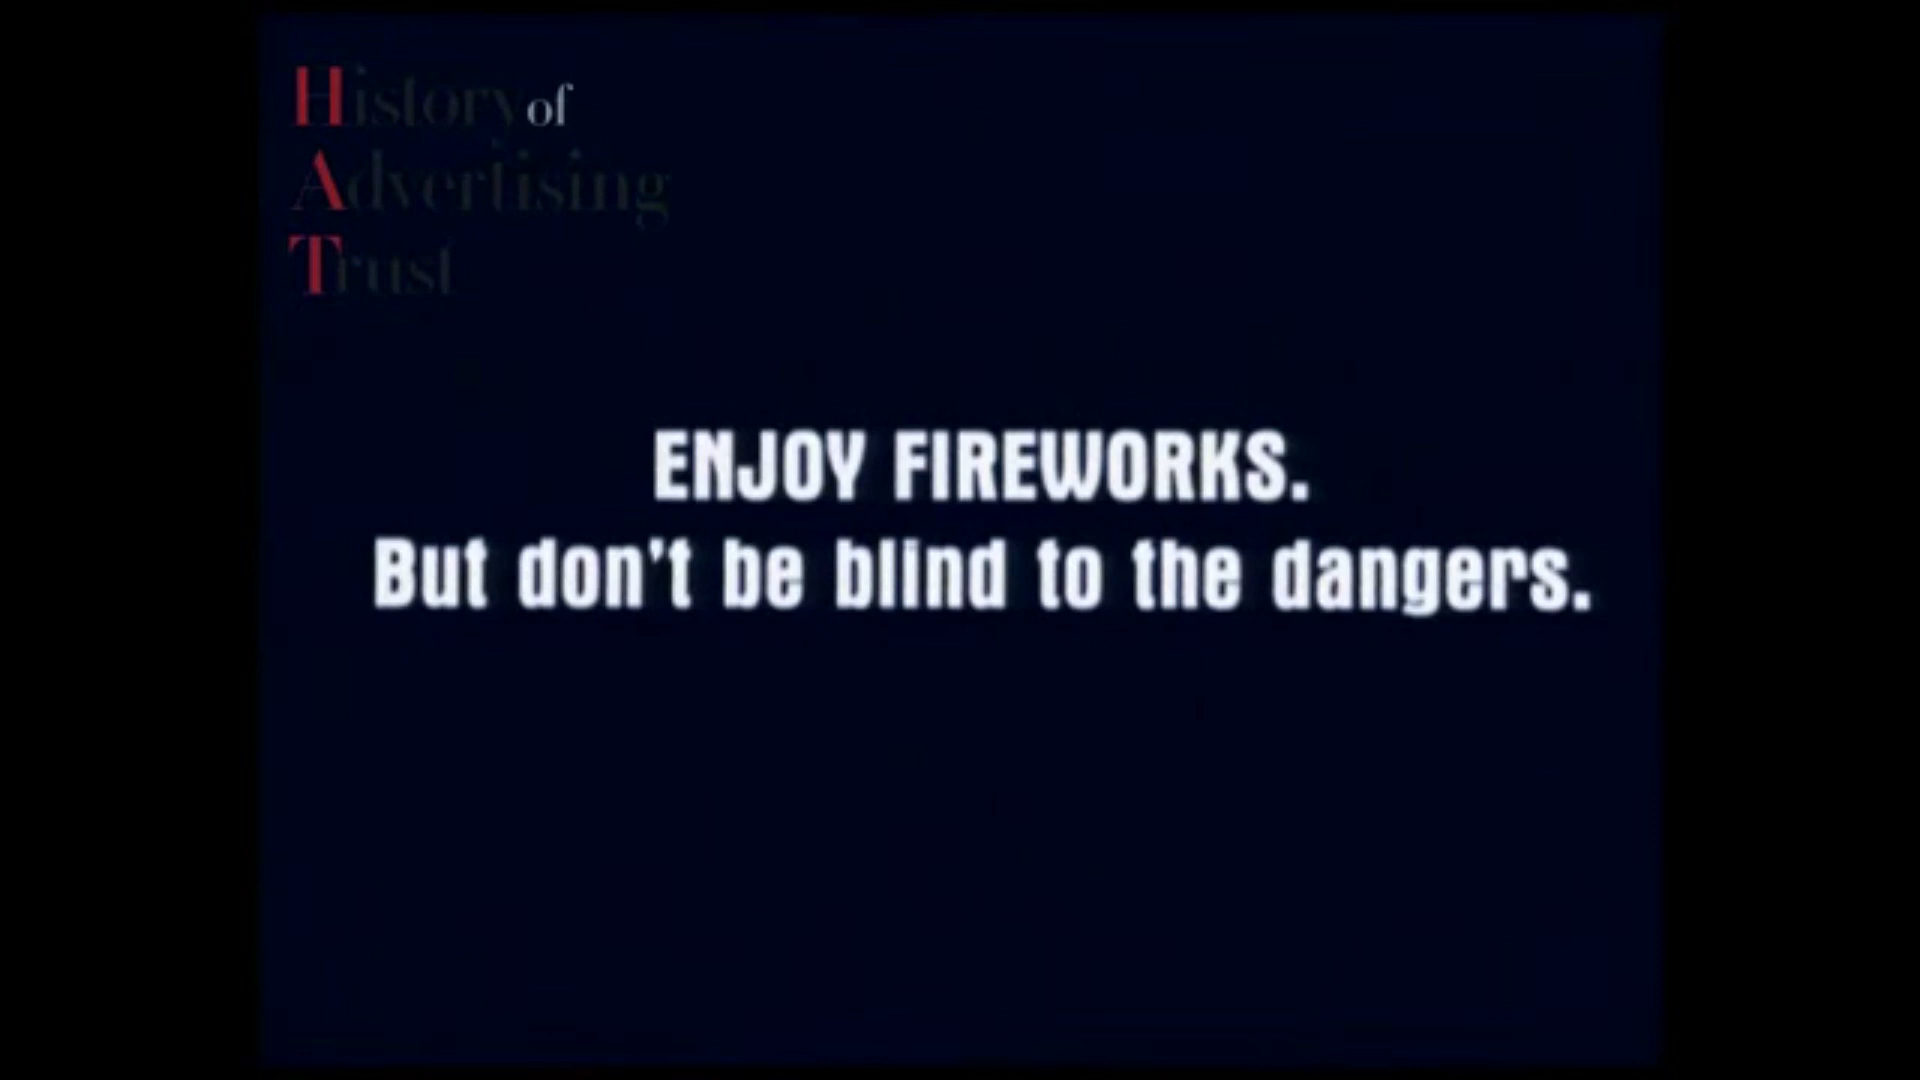 History of
Advertising
Trust
ENJOY FIREWORKS.
But don't be blind to the dangers.